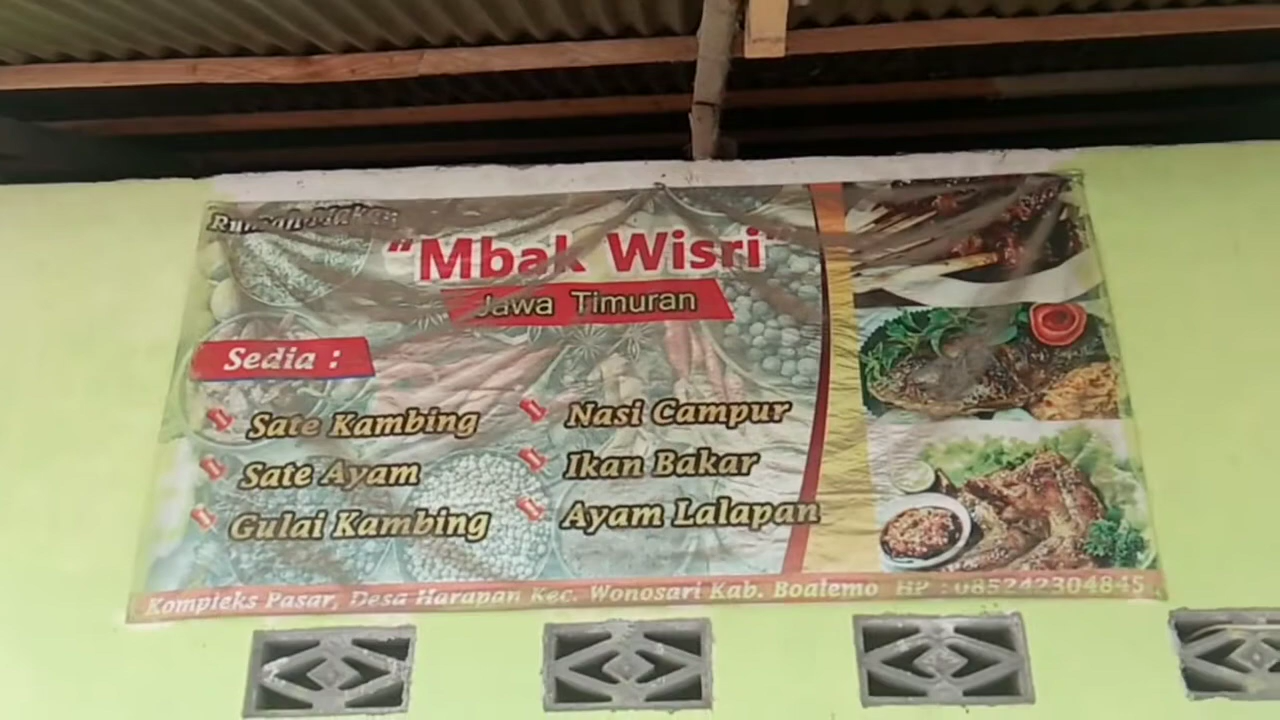 Rumah Makan
"Mbak Wisri"
Jawa Timuran
Sedia :
Sate Kambing
Sate Ayam
Gulai Kambing
Nasi Campur
Ikan Bakar
Ayam Lalapan
Kompleks Pasar, Desa Harapan Kec. Wonosari Kab. Boalemo HP : 085242304845